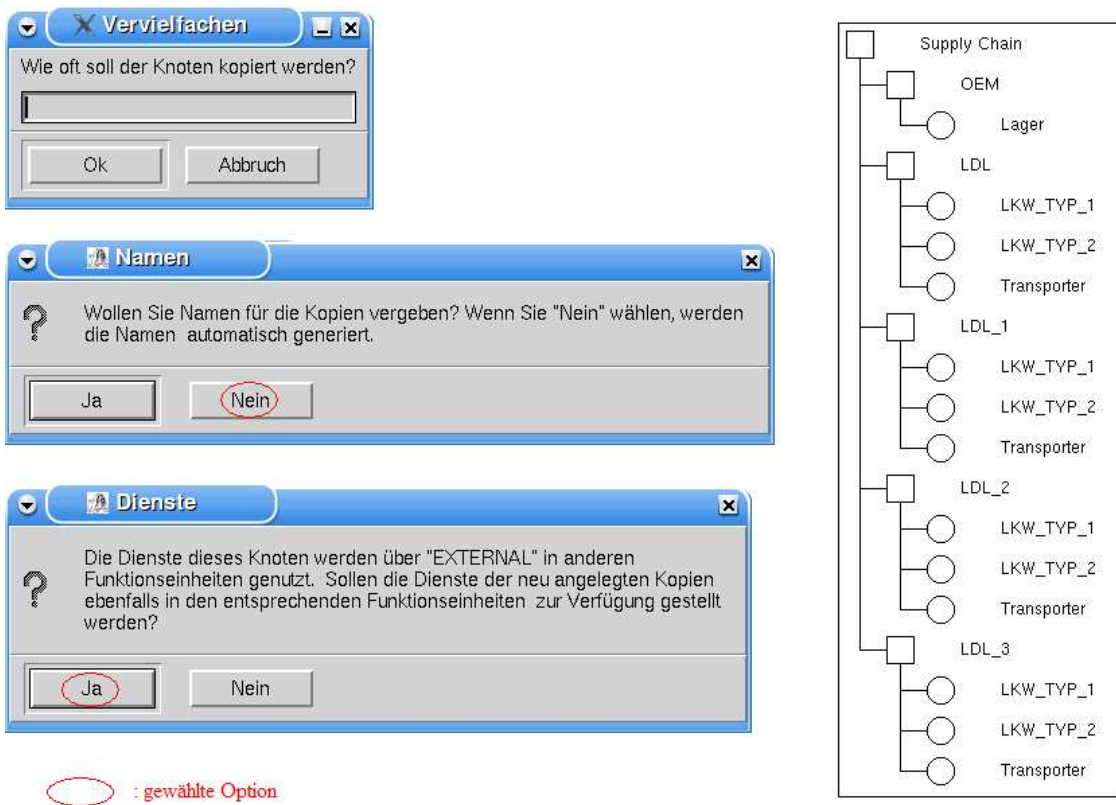 Vervielfachen
Wie oft soll der Knoten kopiert werden?
Ok
Abbruch
Namen
Wollen Sie Namen für die Kopien vergeben? Wenn Sie "Nein" wählen, werden
die Namen automatisch generiert.
Ja
Nein
Dienste
Die Dienste dieses Knoten werden über "EXTERNAL" in anderen
Funktionseinheiten genutzt. Sollen die Dienste der neu angelegten Kopien
ebenfalls in den entsprechenden Funktionseinheiten zur Verfügung gestellt
werden?
Ja
Nein
: gewählte Option
Supply Chain
OEM
Lager
LDL
LKW_TYP_1
LKW_TYP_2
Transporter
LDL_1
LKW_TYP_1
LKW_TYP_2
Transporter
LDL_2
LKW_TYP_1
LKW_TYP_2
Transporter
LDL_3
LKW_TYP_1
LKW_TYP_2
Transporter